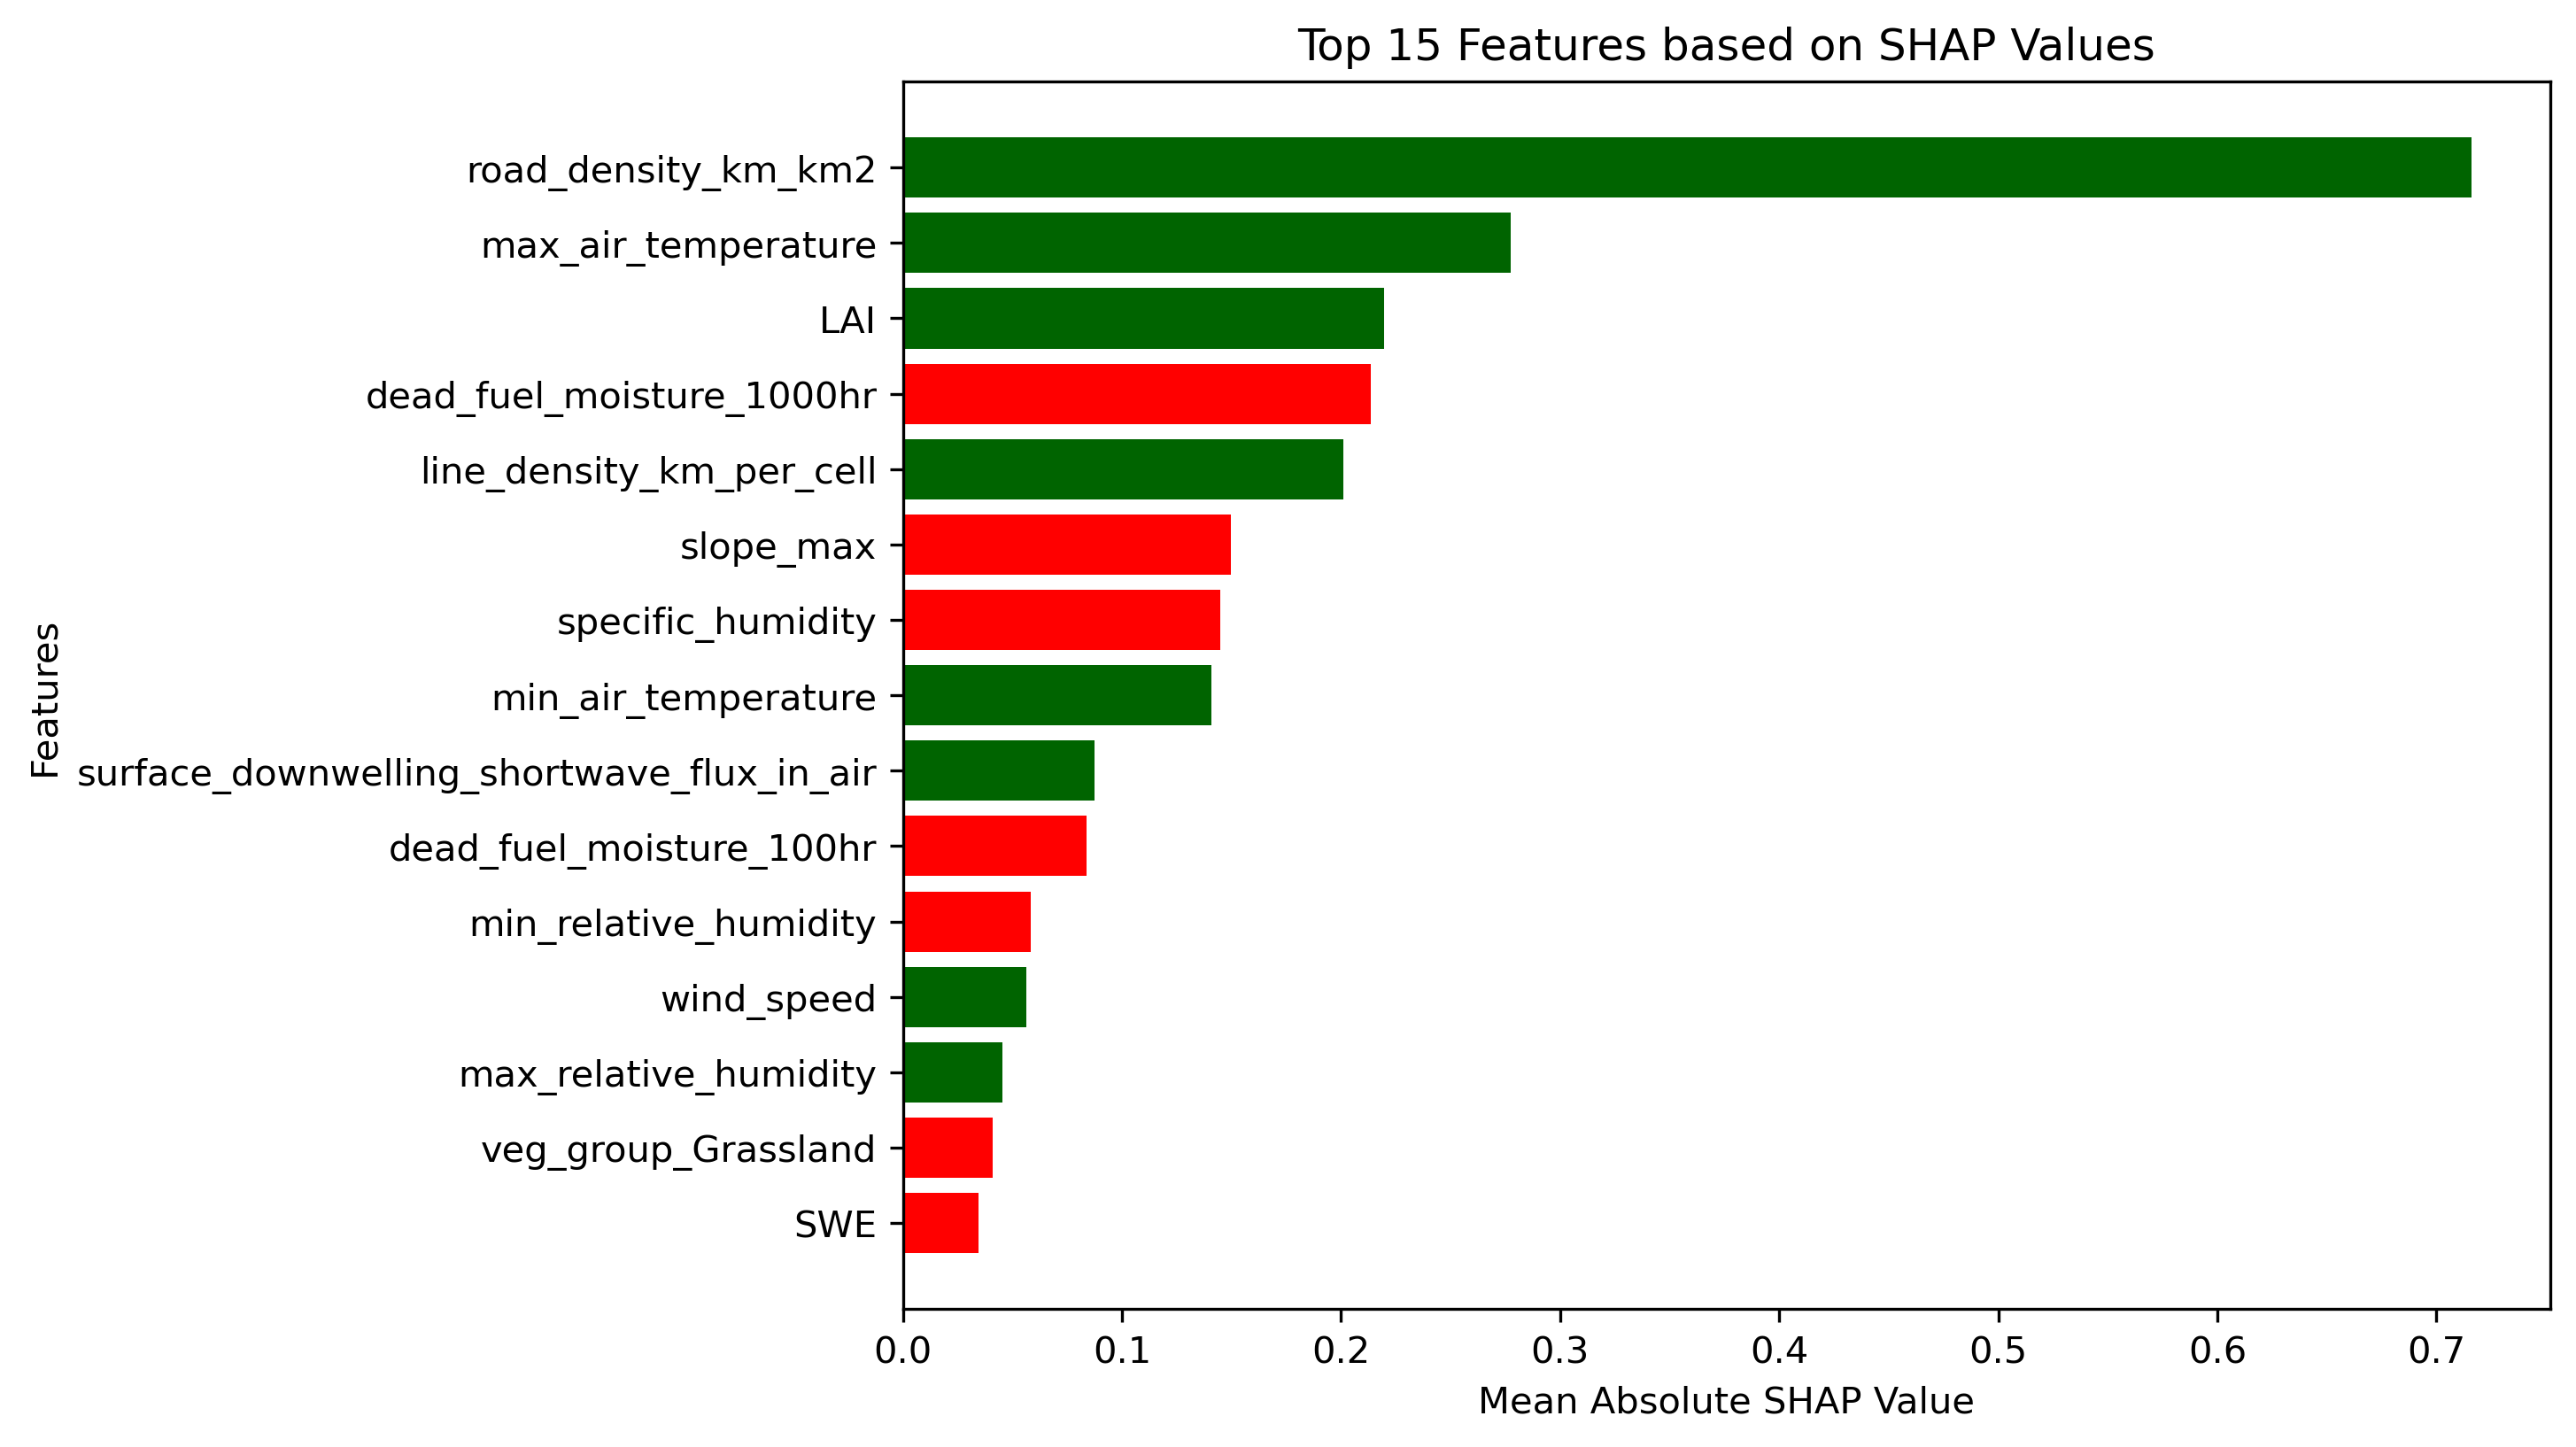 Top 15 Features based on SHAP Values
road_density_km_km2
max_air_temperature
LAI
dead_fuel_moisture_1000hr
line_density_km_per_cell
slope_max
specific_humidity
min_air_temperature
surface_downwelling_shortwave_flux_in_air
dead_fuel_moisture_100hr
min_relative_humidity
wind_speed
max_relative_humidity
veg_group_Grassland
SWE
Features
0.0 0.1 0.2 0.3 0.4 0.5 0.6 0.7
Mean Absolute SHAP Value